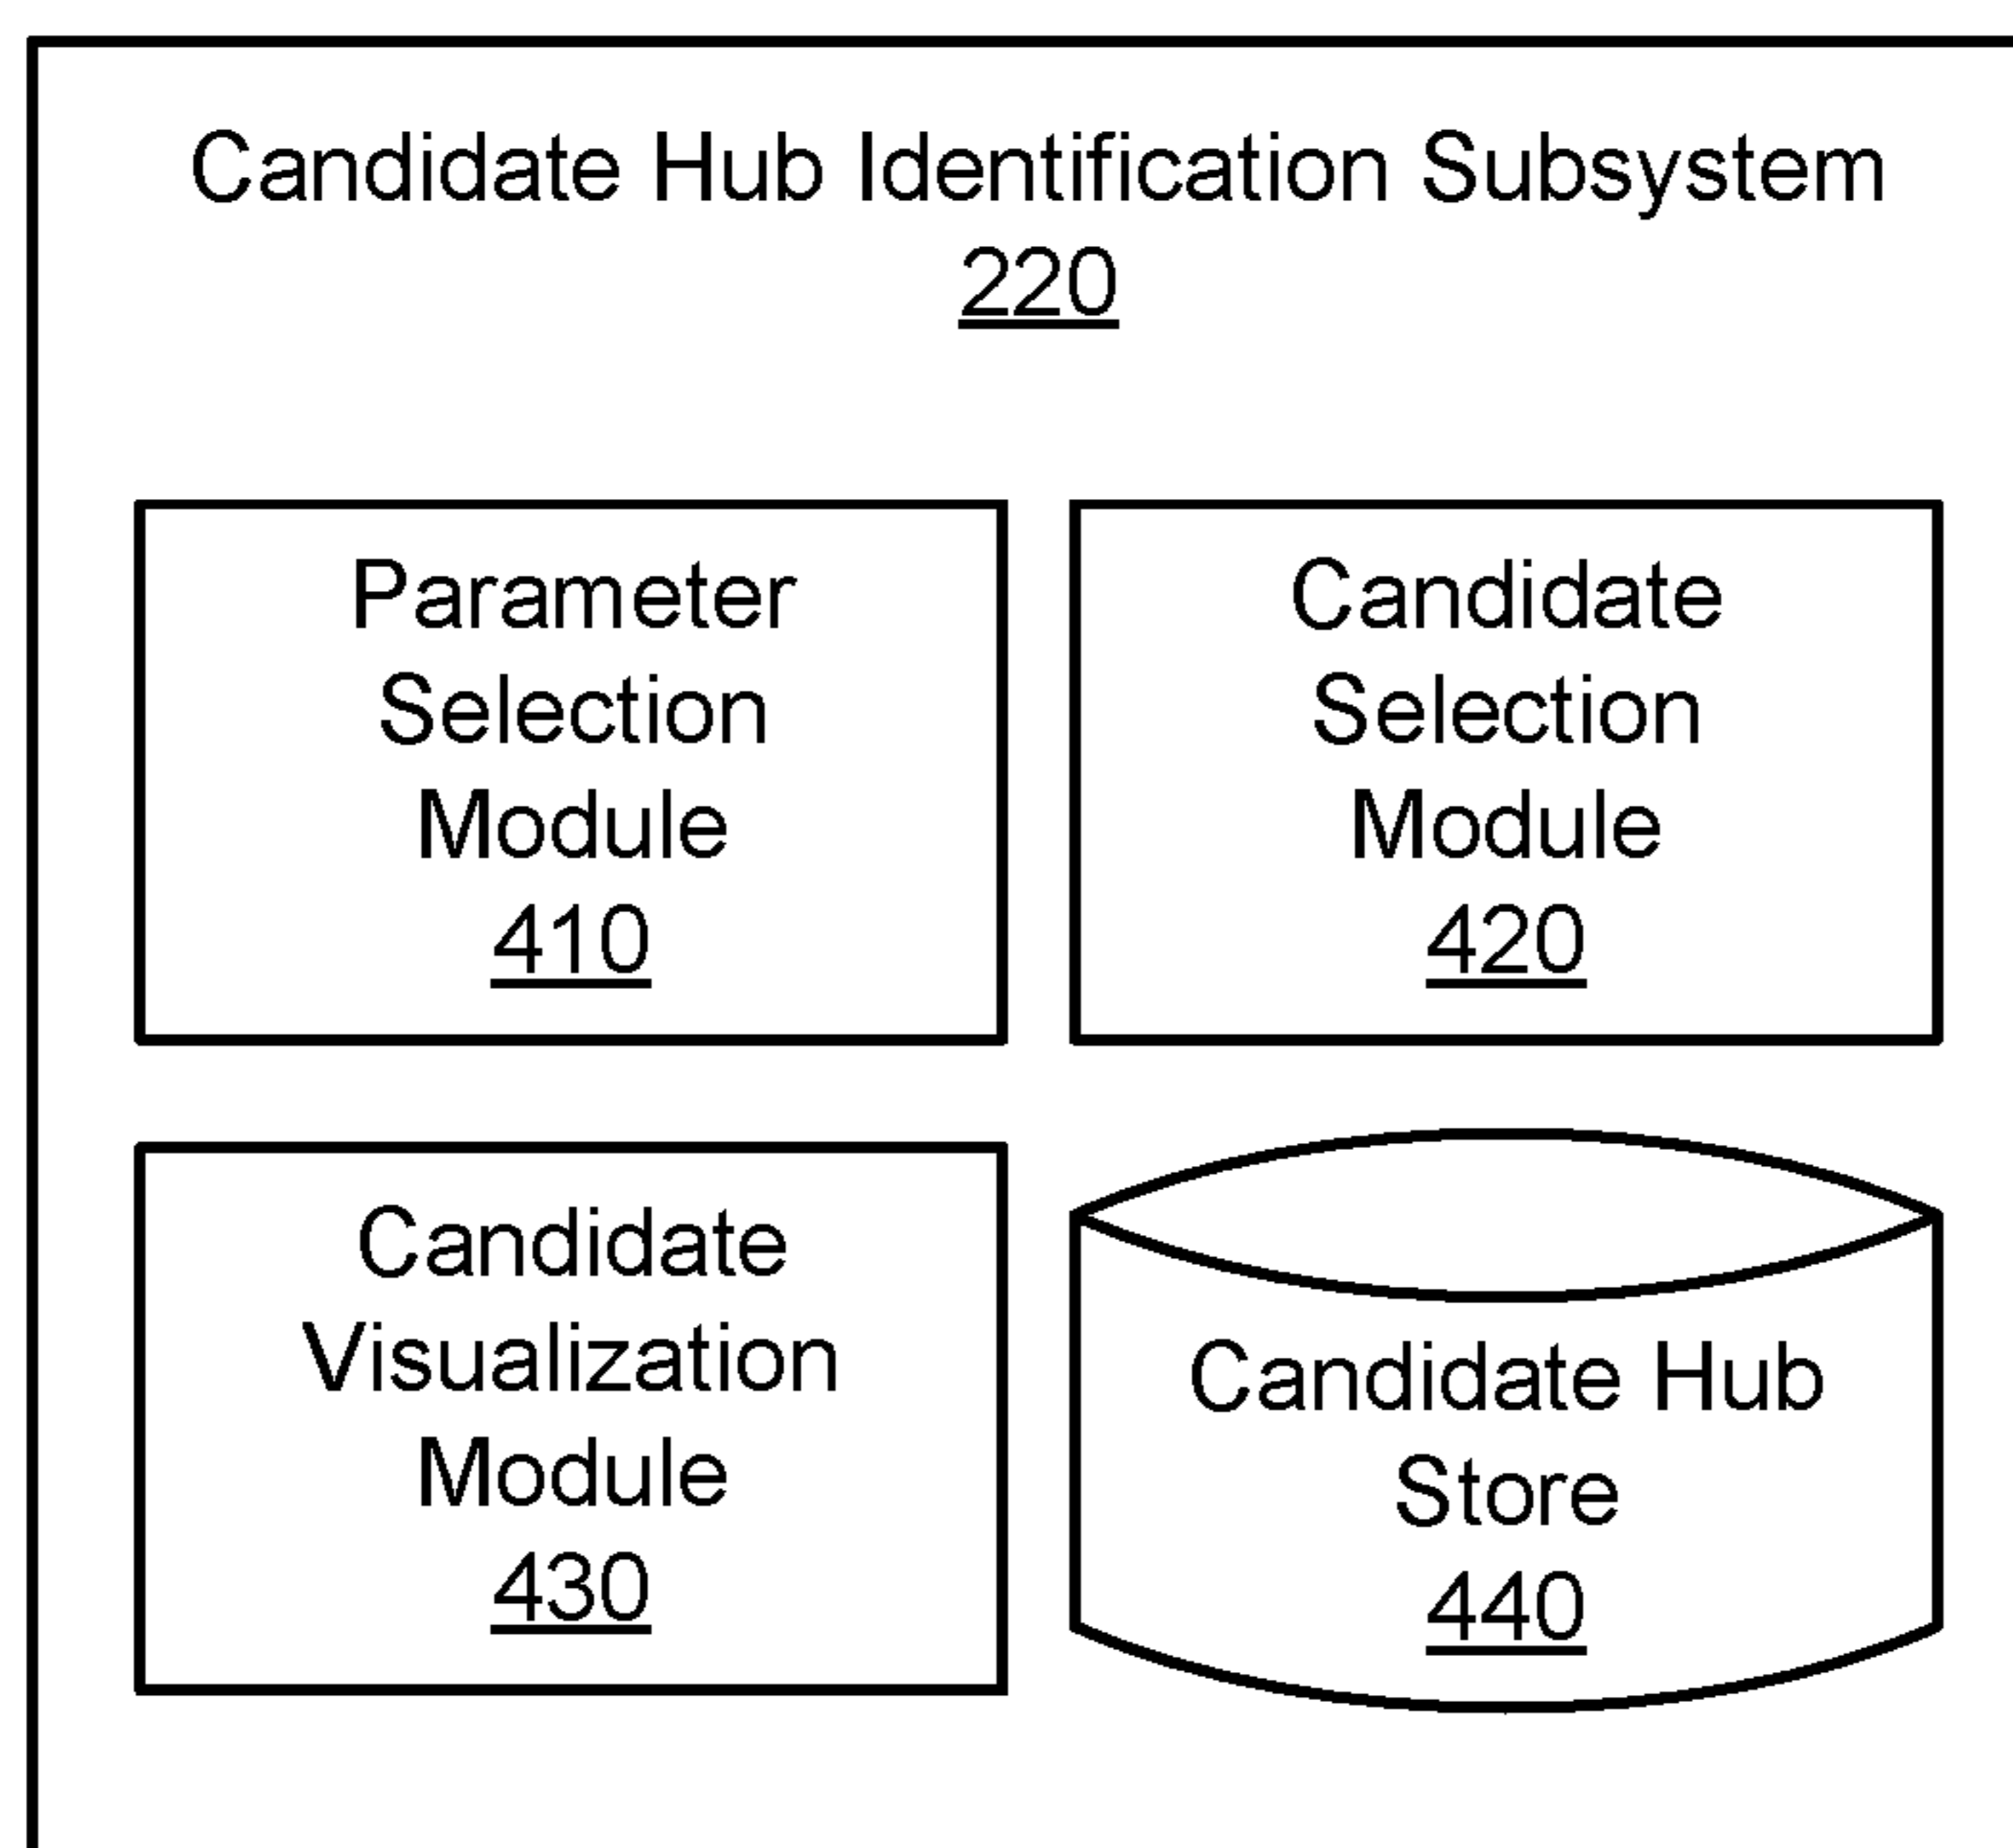 Candidate Hub Identification Subsystem
220
Parameter
Selection
Module
410
Candidate
Selection
Module
420
Candidate
Visualization
Module
430
Candidate Hub
Store
440